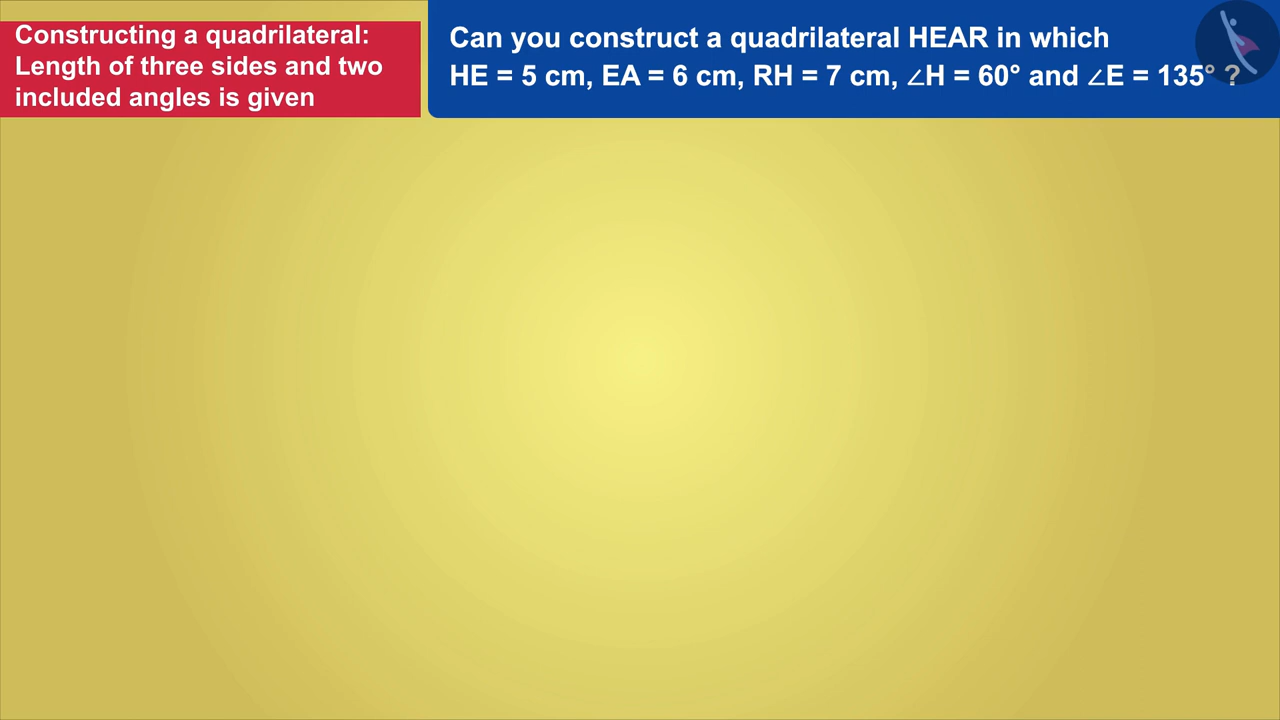 Constructing a quadrilateral:
Length of three sides and two
included angles is given
Can you construct a quadrilateral HEAR in which
HE = 5 cm, EA = 6 cm, RH = 7 cm, ∠H = 60° and ∠E = 135° ?